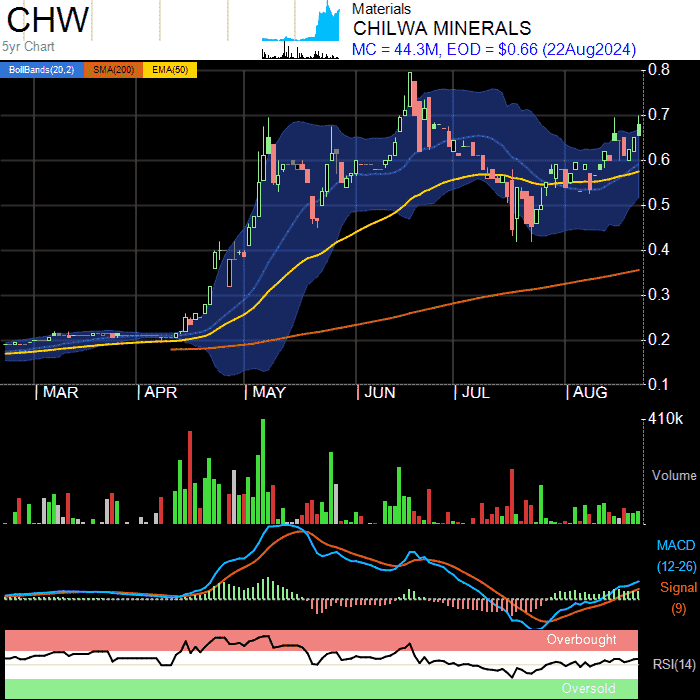 CHW
5yr Chart
Materials
CHILWA MINERALS
MC = 44.3M, EOD = $0.66 (22Aug2024)
BollBands(20,2) SMA(200) EMA(50)
0.8
0.7
0.6
0.5
0.4
0.3
0.2
0.1
MAR APR MAY JUN JUL AUG
410k
Volume
MACD
(12-26)
Signal
(9)
Overbought
RSI(14)
Oversold